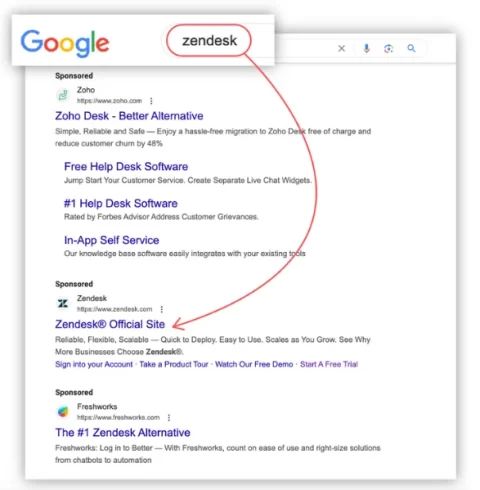 Google
zendesk
Sponsored
Zoho
https://www.zoho.com
Zoho Desk - Better Alternative
Simple, Reliable and Safe — Enjoy a hassle-free migration to Zoho Desk free of charge and
reduce customer churn by 48%
Free Help Desk Software
Jump Start Your Customer Service. Create Separate Live Chat Widgets.
#1 Help Desk Software
Rated by Forbes Advisor Address Customer Grievances.
In-App Self Service
Our knowledge base software easily integrates with your existing tools
Sponsored
Zendesk
https://www.zendesk.com
Zendesk® Official Site
Reliable, Flexible, Scalable — Quick to Deploy. Easy to Use. Scales as You Grow. See Why
More Businesses Choose Zendesk®.
Sign into your Account · Take a Product Tour · Watch Our Free Demo · Start A Free Trial
Sponsored
Freshworks
https://www.freshworks.com
The #1 Zendesk Alternative
Freshworks: Log in to Better — With Freshworks, count on ease of use and right-size solutions
from chatbots to automation